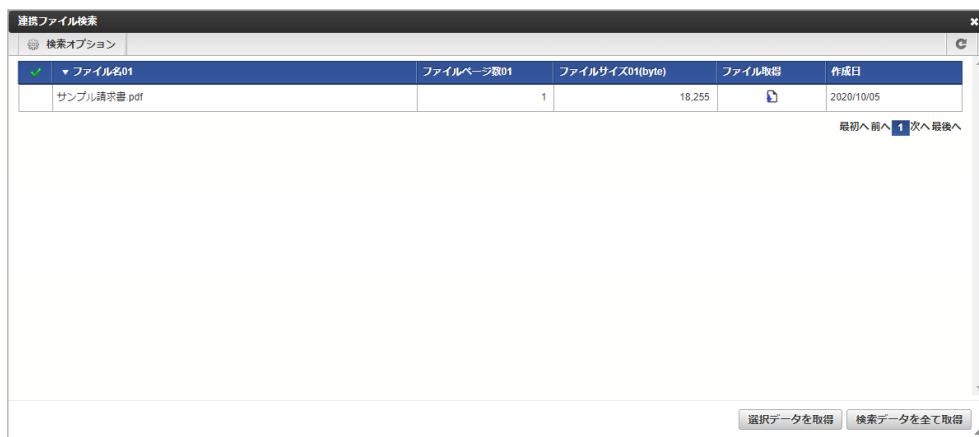 連携ファイル検索
検索オプション
ファイル名01 ファイルページ数01 ファイルサイズ01(byte) ファイル取得 作成日
サンプル請求書.pdf 1 18,255 2020/10/05
最初へ 前へ 1 次へ 最後へ
選択データを取得 検索データを全て取得